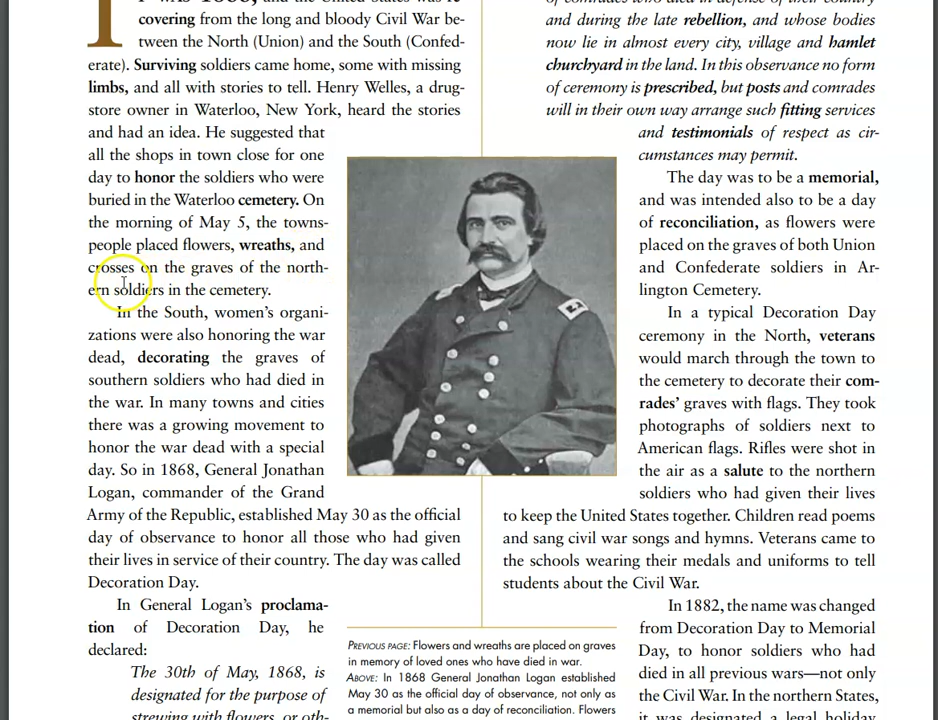 I
covering from the long and bloody Civil War be-
tween the North (Union) and the South (Confed-
erate). Surviving soldiers came home, some with missing
limbs, and all with stories to tell. Henry Welles, a drug-
store owner in Waterloo, New York, heard the stories
and had an idea. He suggested that
all the shops in town close for one
day to honor the soldiers who were
buried in the Waterloo cemetery. On
the morning of May 5, the towns-
people placed flowers, wreaths, and
crosses on the graves of the north-
ern soldiers in the cemetery.
In the South, women's organi-
zations were also honoring the war
dead, decorating the graves of
southern soldiers who had died in
the war. In many towns and cities
there was a growing movement to
honor the war dead with a special
day. So in 1868, General Jonathan
Logan, commander of the Grand
Army of the Republic, established May 30 as the official
day of observance to honor all those who had given
their lives in service of their country. The day was called
Decoration Day.
In General Logan's proclama-
tion of Decoration Day, he
declared:
The 30th of May, 1868, is
designated for the purpose of
strewing with flowers, or oth-
of comrades who died in defense of their country
and during the late rebellion, and whose bodies
now lie in almost every city, village and hamlet
churchyard in the land. In this observance no form
of ceremony is prescribed, but posts and comrades
will in their own way arrange such fitting services
and testimonials of respect as cir-
cumstances may permit.
The day was to be a memorial,
and was intended also to be a day
of reconciliation, as flowers were
placed on the graves of both Union
and Confederate soldiers in Ar-
lington Cemetery.
In a typical Decoration Day
ceremony in the North, veterans
would march through the town to
the cemetery to decorate their com-
rades' graves with flags. They took
photographs of soldiers next to
American flags. Rifles were shot in
the air as a salute to the northern
soldiers who had given their lives
to keep the United States together. Children read poems
and sang civil war songs and hymns. Veterans came to
the schools wearing their medals and uniforms to tell
students about the Civil War.
In 1882, the name was changed
from Decoration Day to Memorial
Day, to honor soldiers who had
died in all previous wars—not only
the Civil War. In the northern States,
it was designated a legal holiday
PREVIOUS PAGE: Flowers and wreaths are placed on graves
in memory of loved ones who have died in war.
ABOVE: In 1868 General Jonathan Logan established
May 30 as the official day of observance, not only as
a memorial but also as a day of reconciliation. Flowers